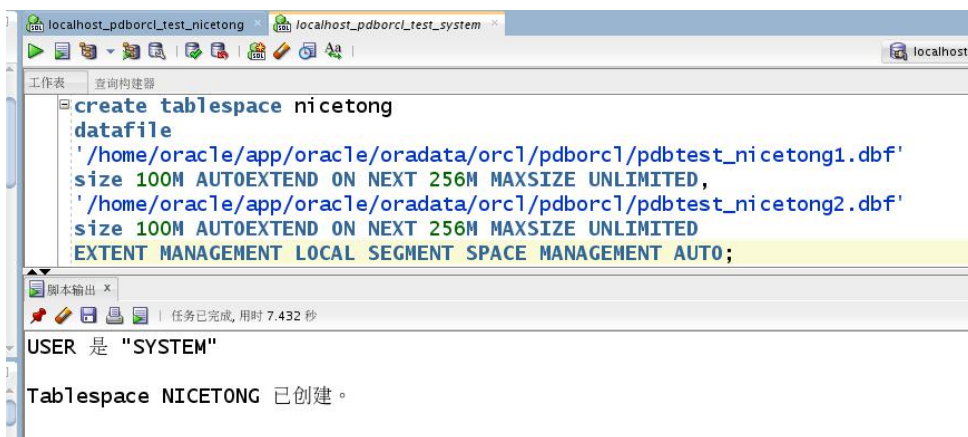 localhost_pdborcl_test_nicetong
localhost_pdborcl_test_system
localhost
工作表 查询构建器
create tablespace nicetong
datafile
'/home/oracle/app/oracle/oradata/orcl/pdborcl/pdbtest_nicetong1.dbf'
size 100M AUTOEXTEND ON NEXT 256M MAXSIZE UNLIMITED,
'/home/oracle/app/oracle/oradata/orcl/pdborcl/pdbtest_nicetong2.dbf'
size 100M AUTOEXTEND ON NEXT 256M MAXSIZE UNLIMITED
EXTENT MANAGEMENT LOCAL SEGMENT SPACE MANAGEMENT AUTO;
脚本输出 x
任务已完成, 用时 7.432 秒
USER 是 "SYSTEM"
Tablespace NICETONG 已创建。